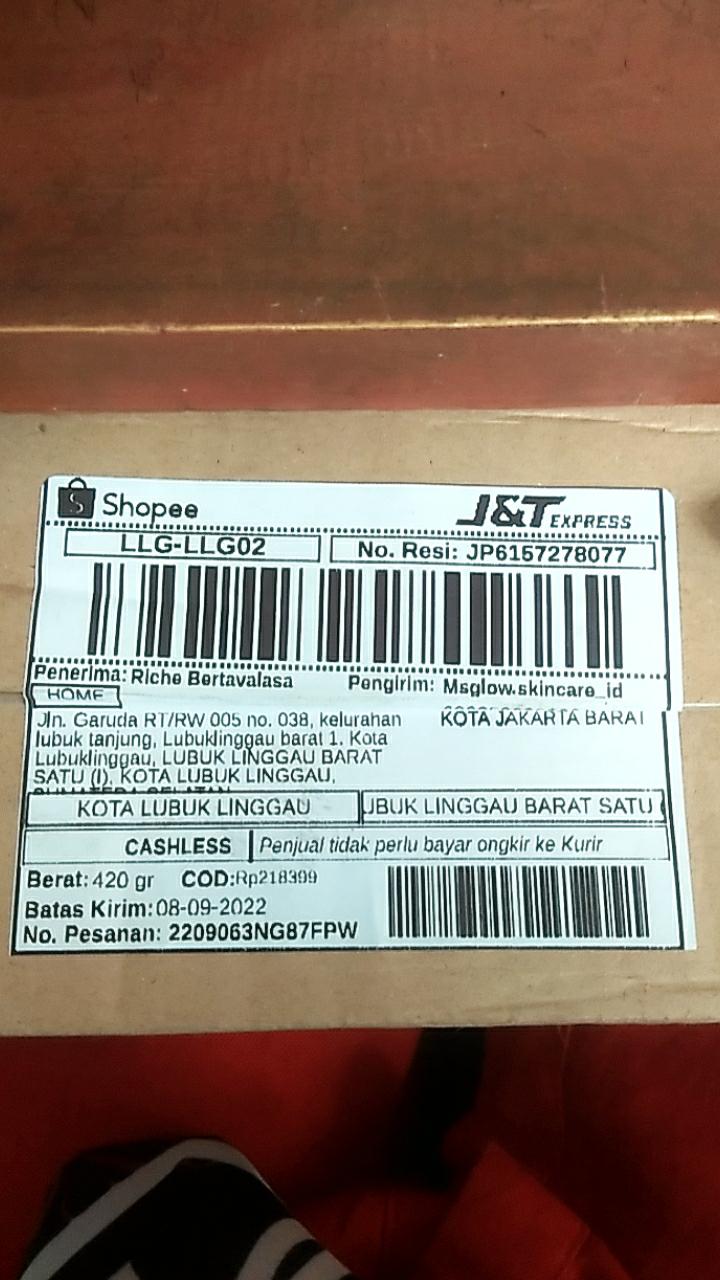 Shopee
J&T EXPRESS
LLG-LLG02
No. Resi: JP6157278077
Penerima: Riche Bertavalasa
Pengirim: Msglow.skincare_id
HOME
KOTA JAKARTA BARAT
Jln. Garuda RT/RW 005 no. 038, kelurahan
lubuk tanjung, Lubuklinggau barat 1. Kota
Lubuklinggau, LUBUK LINGGAU BARAT
SATU (I), KOTA LUBUK LINGGAU,
SUMATERA SELATAN
KOTA LUBUK LINGGAU
UBUK LINGGAU BARAT SATU (
CASHLESS
Penjual tidak perlu bayar ongkir ke Kurir
Berat: 420 gr
COD:Rp218399
Batas Kirim: 08-09-2022
No. Pesanan: 2209063NG87FPW